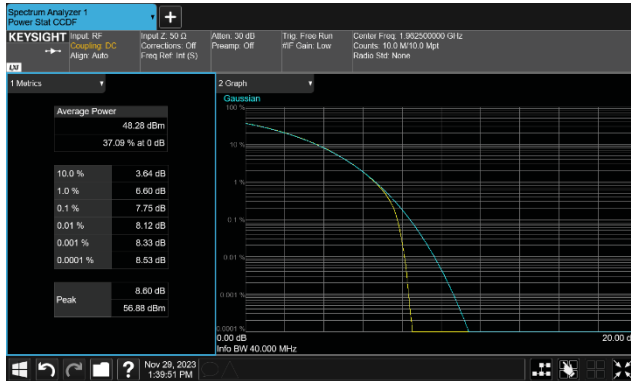 Spectrum Analyzer 1
Power Stat CCDF
KEYSIGHT
Input: RF
Coupling: DC
Align: Auto
Input Z: 50 Ω
Corrections: Off
Freq Ref: Int (S)
Atten: 30 dB
Preamp: Off
Trig: Free Run
#IF Gain: Low
Center Freq: 1.962500000 GHz
Counts: 10.0 M/10.0 Mpt
Radio Std: None
LXI
1 Metrics
Average Power
48.28 dBm
37.09 % at 0 dB
10.0 % 3.64 dB
1.0 % 6.60 dB
0.1 % 7.75 dB
0.01 % 8.12 dB
0.001 % 8.33 dB
0.0001 % 8.53 dB
Peak
8.60 dB
56.88 dBm
2 Graph
Gaussian
100 %
10 %
1 %
0.1 %
0.01 %
0.001 %
0.0001 %
0.00 dB
20.00 d
Info BW 40.000 MHz
?
Nov 29, 2023
1:39:51 PM